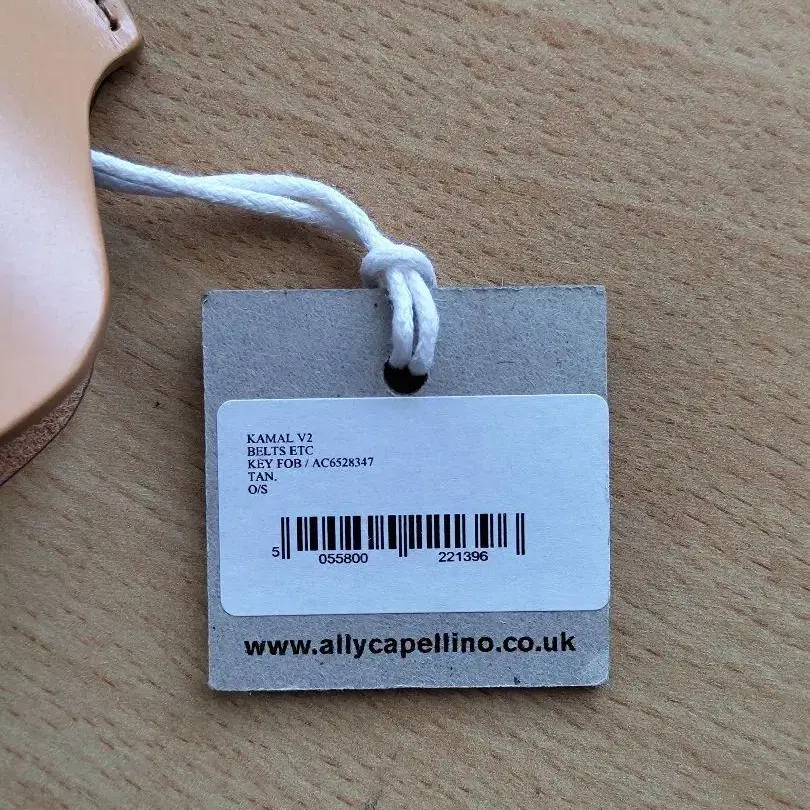 KAMAL V2
BELTS ETC
KEY FOB / AC6528347
TAN.
O/S
5 055800 221396
www.allycapellino.co.uk